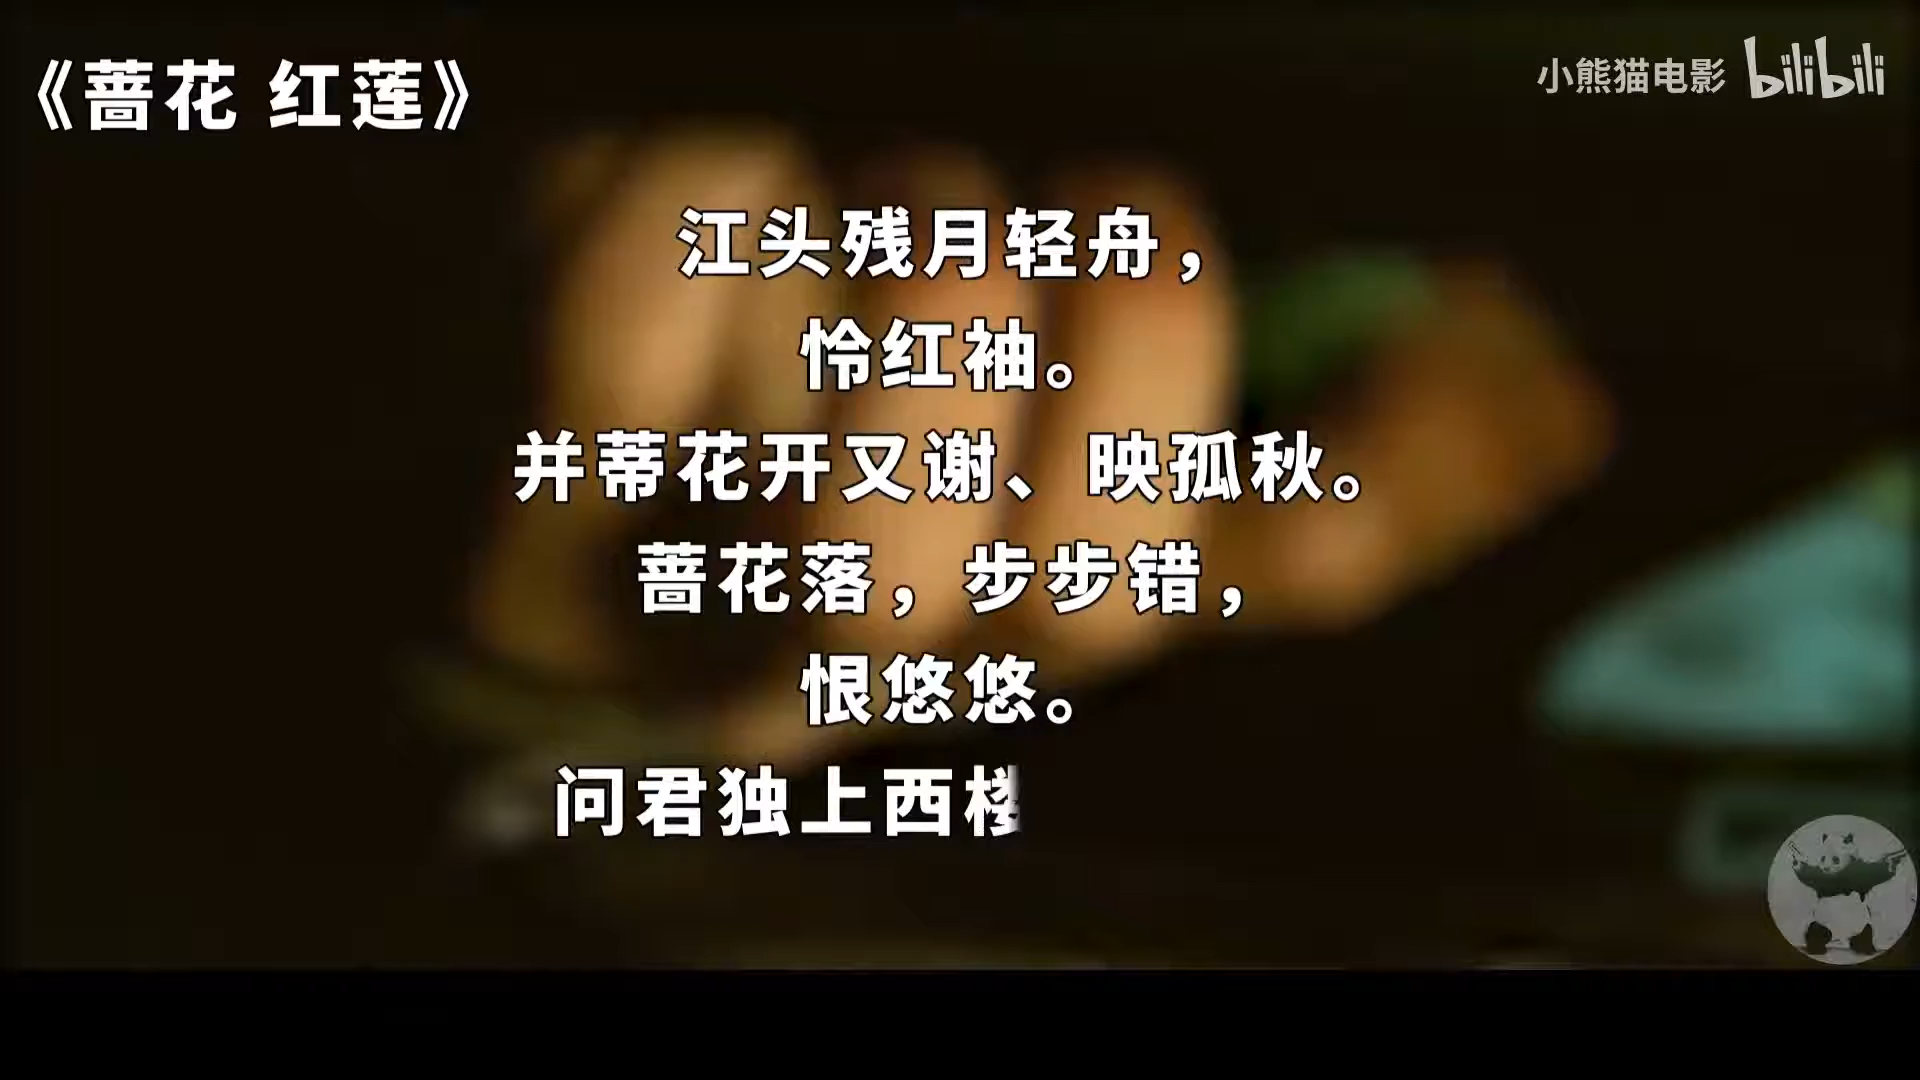 《蔷花 红莲》
小熊猫电影 bilibili
江头残月轻舟，
怜红袖。
并蒂花开又谢、映孤秋。
蔷花落，步步错，
恨悠悠。
问君独上西楼